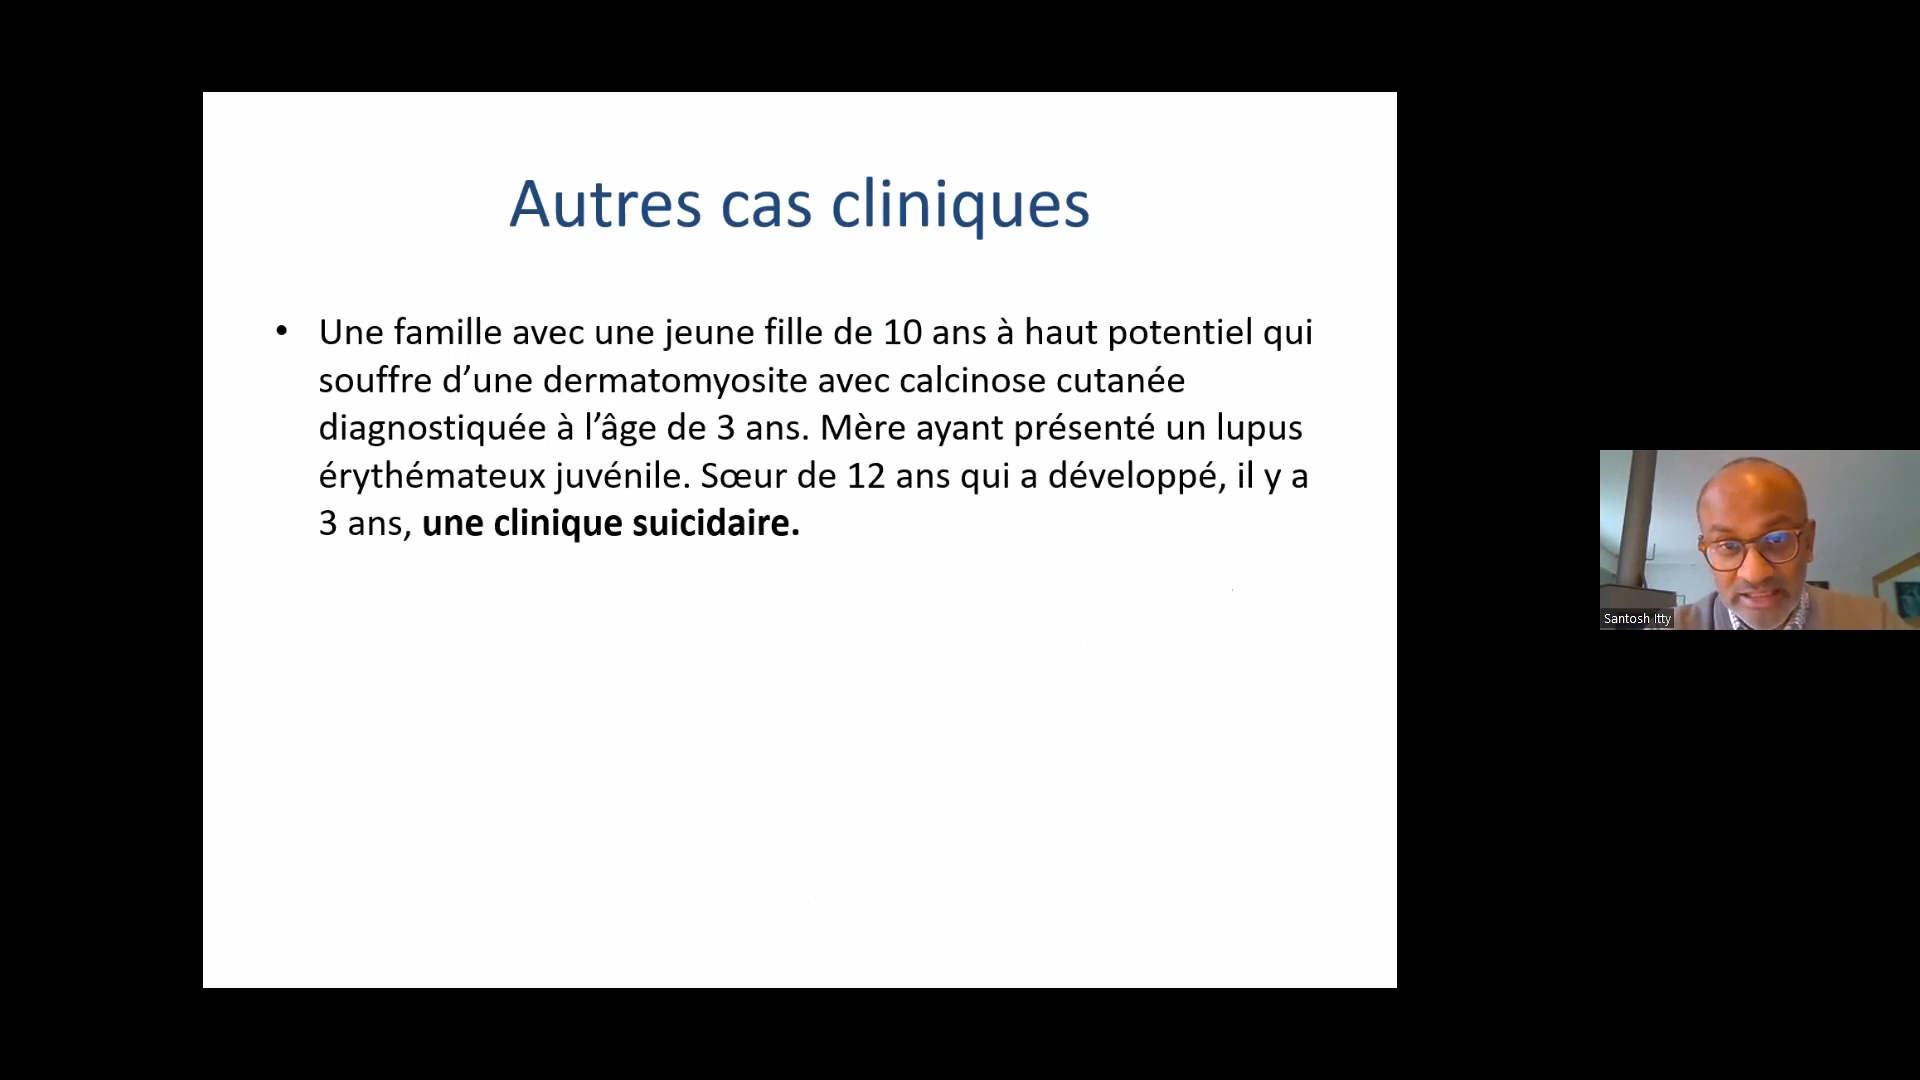 Autres cas cliniques
• Une famille avec une jeune fille de 10 ans à haut potentiel qui
souffre d’une dermatomyosite avec calcinose cutanée
diagnostiquée à l’âge de 3 ans. Mère ayant présenté un lupus
érythémateux juvénile. Sœur de 12 ans qui a développé, il y a
3 ans, une clinique suicidaire.
Santosh Itty